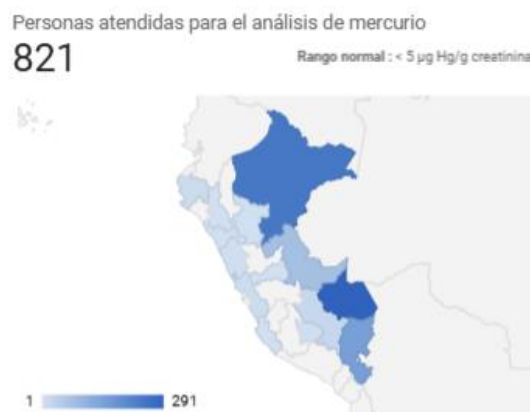 Personas atendidas para el análisis de mercurio
821
Rango normal : < 5 µg Hg/g creatinina
1
291